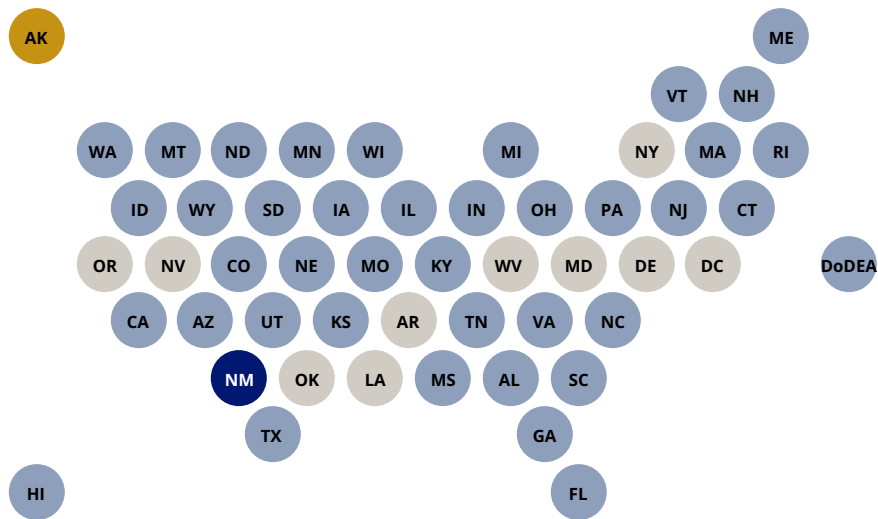 AK ME
VT NH
WA MT ND MN WI MI NY MA RI
ID WY SD IA IL IN OH PA NJ CT
OR NV CO NE MO KY WV MD DE DC DoDEA
CA AZ UT KS AR TN VA NC
NM OK LA MS AL SC
TX GA
HI FL